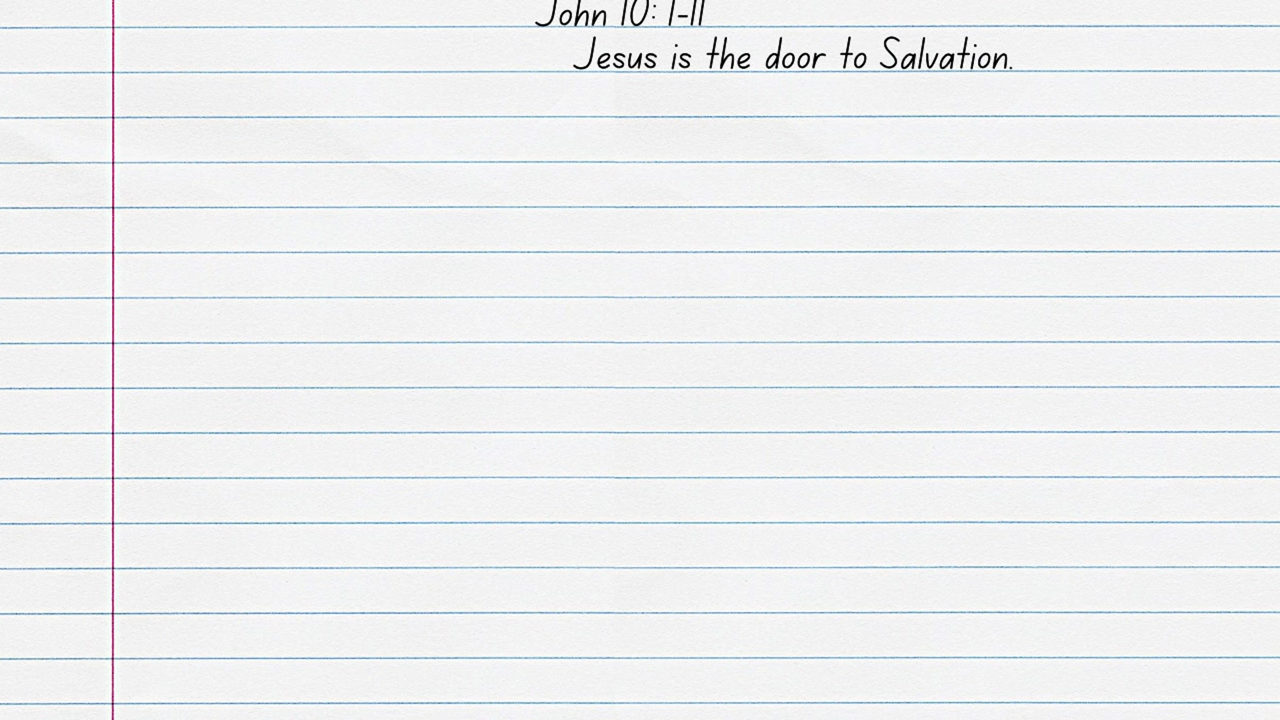 John 10: 1-11
Jesus is the door to Salvation.